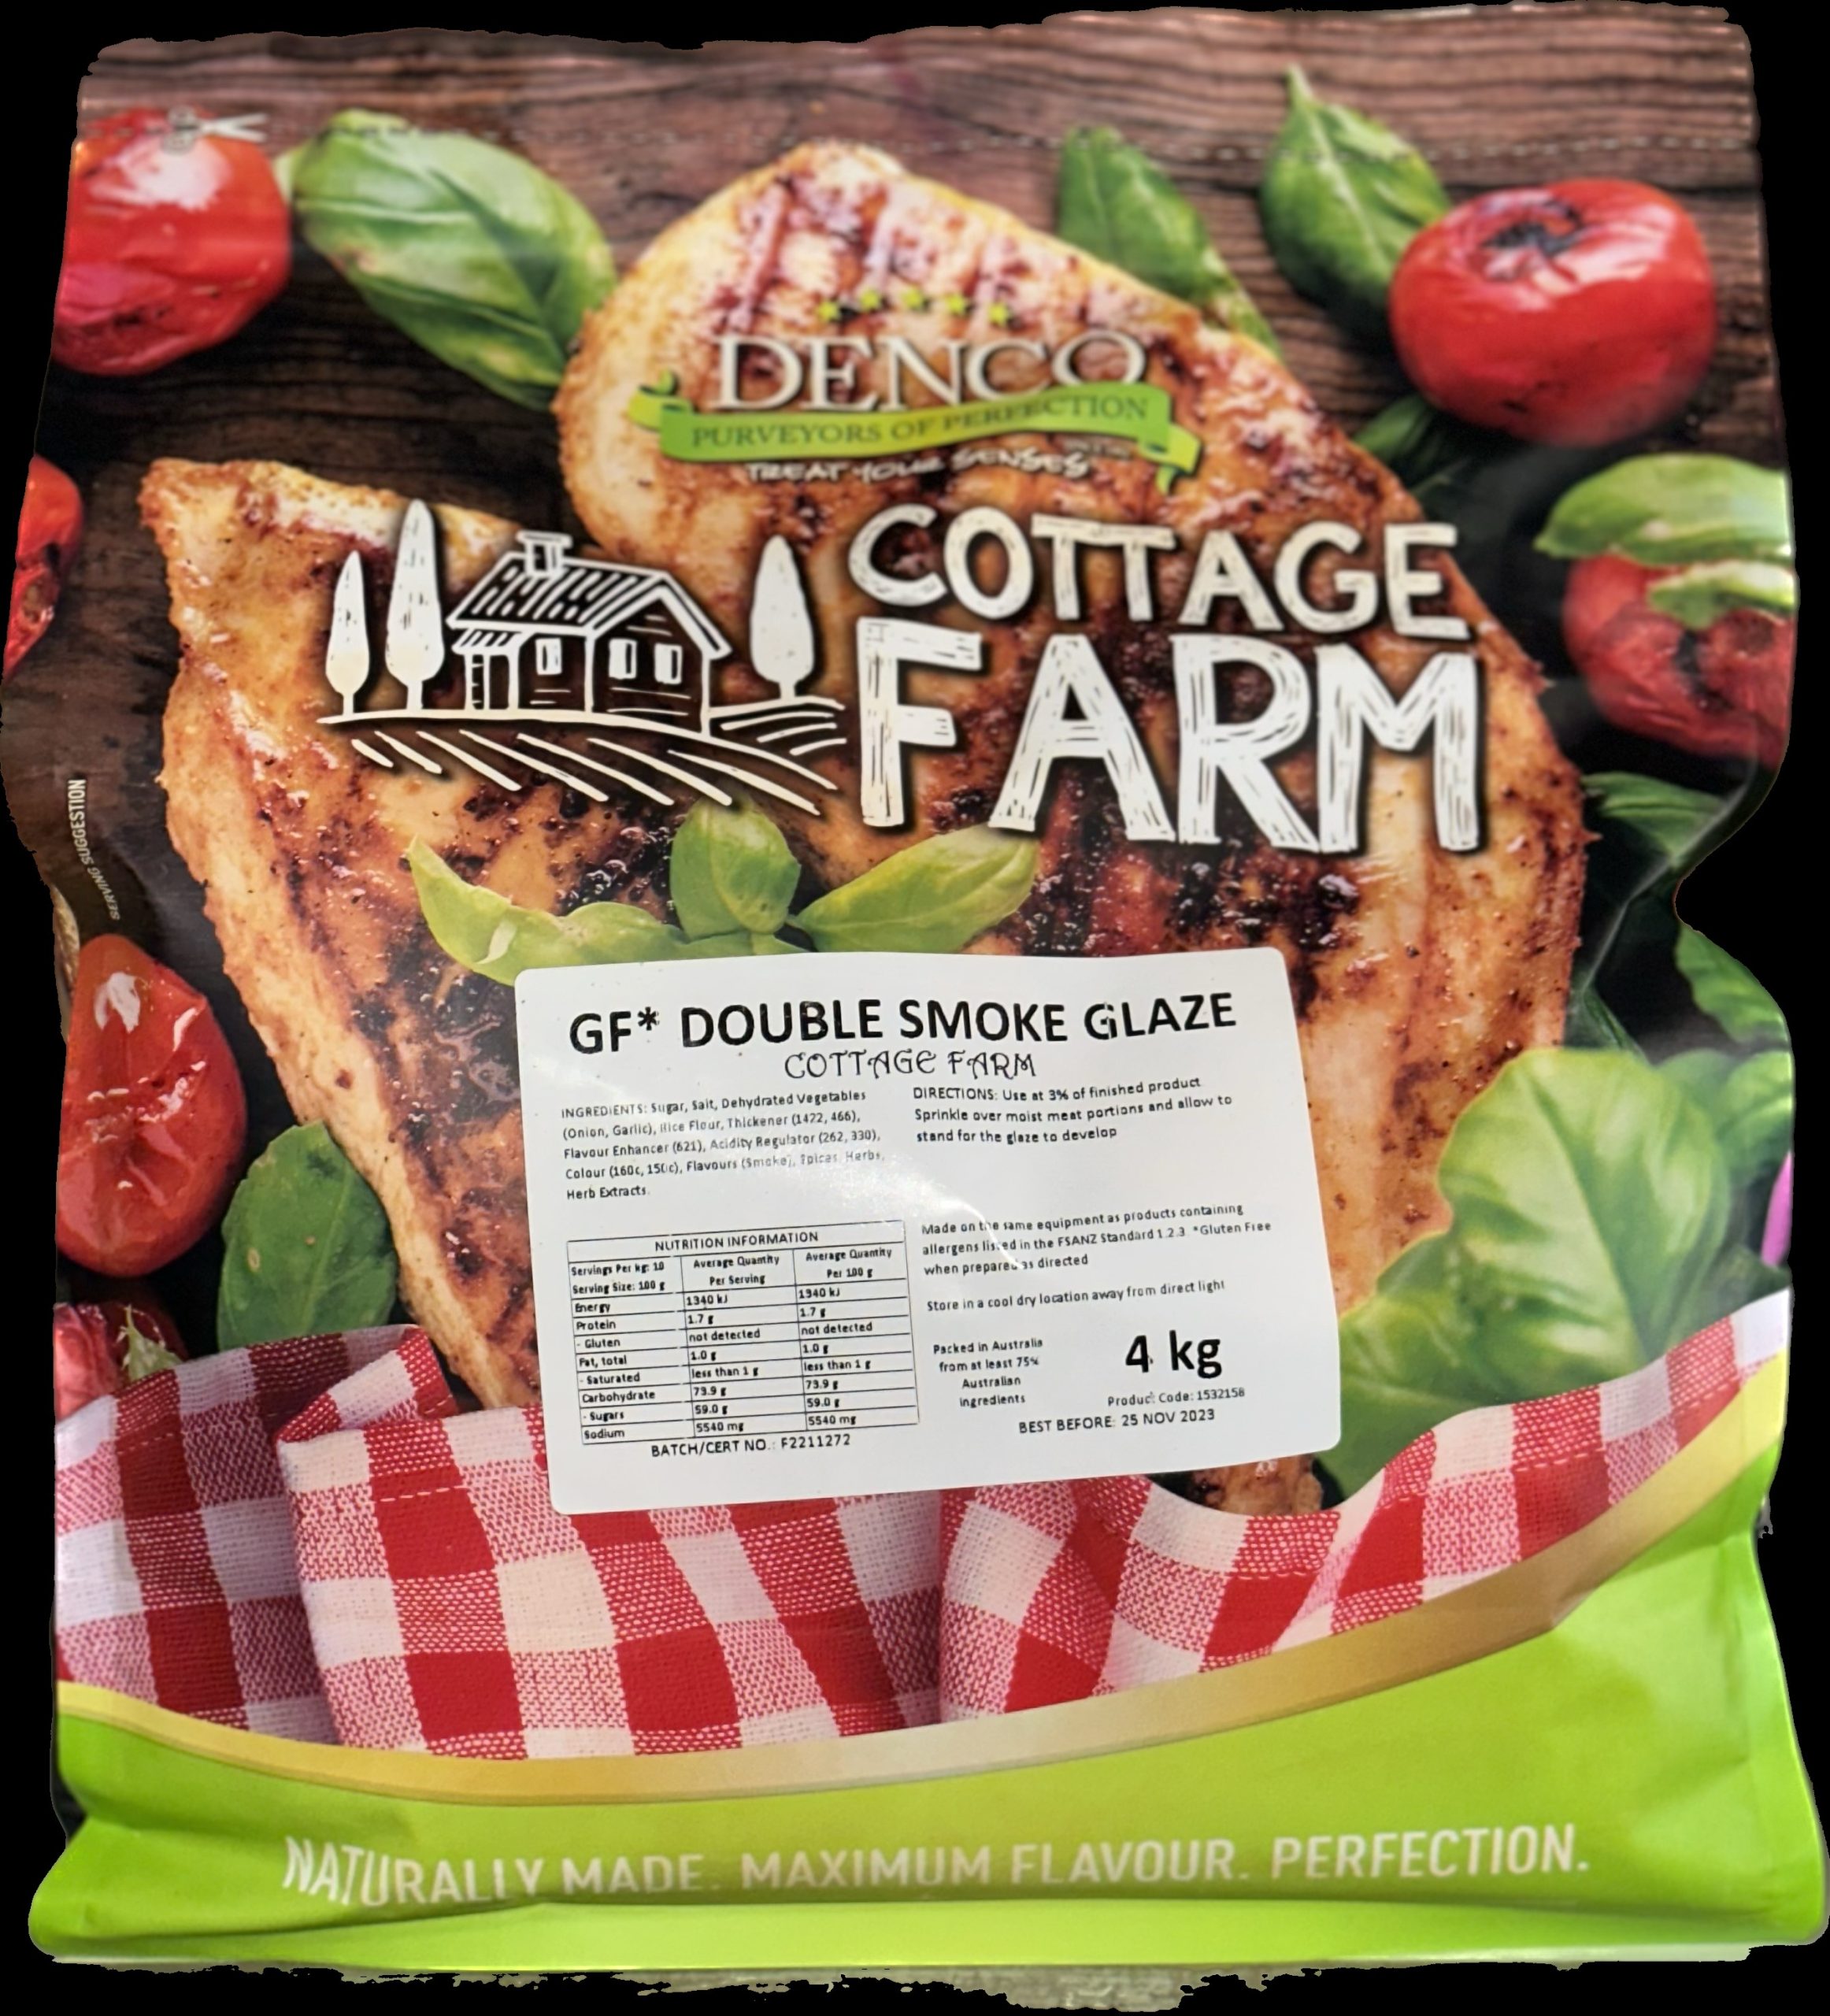 DENCO
PURVEYORS OF PERFECTION
TREAT YOUR SENSES
COTTAGE
FARM
SERVING SUGGESTION
GF* DOUBLE SMOKE GLAZE
COTTAGE FARM
INGREDIENTS: Sugar, Salt, Dehydrated Vegetables
(Onion, Garlic), Rice Flour, Thickener (1422, 466),
Flavour Enhancer (621), Acidity Regulator (262, 330),
Colour (160c, 150c), Flavours (Smoke), Spices, Herbs,
Herb Extracts.
DIRECTIONS: Use at 3% of finished product.
Sprinkle over moist meat portions and allow to
stand for the glaze to develop
NUTRITION INFORMATION
Servings Per kg: 10 Average Quantity Average Quantity
Serving Size: 100 g Per Serving Per 100 g
Energy 1340 kJ 1340 kJ
Protein 1.7 g 1.7 g
- Gluten not detected not detected
Fat, total 1.0 g 1.0 g
- Saturated less than 1 g less than 1 g
Carbohydrate 73.9 g 73.9 g
- Sugars 59.0 g 59.0 g
Sodium 5540 mg 5540 mg
BATCH/CERT NO.: F2211272
Made on the same equipment as products containing
allergens listed in the FSANZ Standard 1.2.3 *Gluten Free
when prepared as directed
Store in a cool dry location away from direct light
Packed in Australia
from at least 75%
Australian
ingredients
4 kg
Product Code: 1532158
BEST BEFORE: 25 NOV 2023
NATURALLY MADE. MAXIMUM FLAVOUR. PERFECTION.